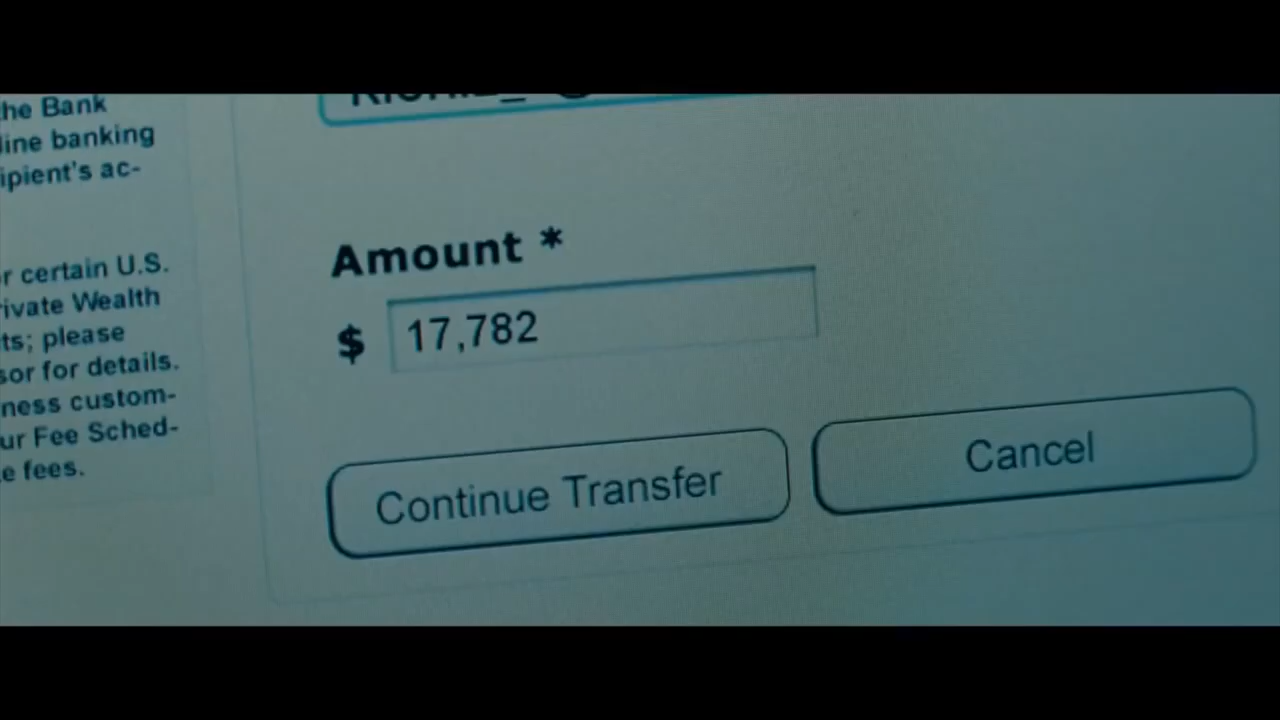 the Bank
line banking
ipient's ac-
r certain U.S.
rivate Wealth
ts; please
sor for details.
ness custom-
ur Fee Sched-
e fees.
Amount *
$ 17,782
Continue Transfer
Cancel